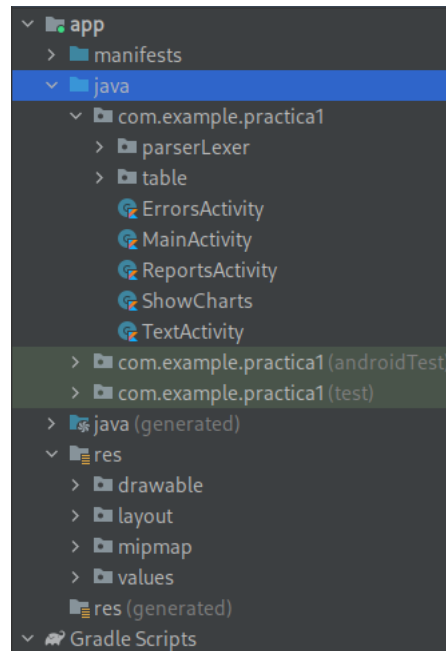 app
manifests
java
com.example.practica1
parserLexer
table
ErrorsActivity
MainActivity
ReportsActivity
ShowCharts
TextActivity
com.example.practica1 (androidTest)
com.example.practica1 (test)
java (generated)
res
drawable
layout
mipmap
values
res (generated)
Gradle Scripts